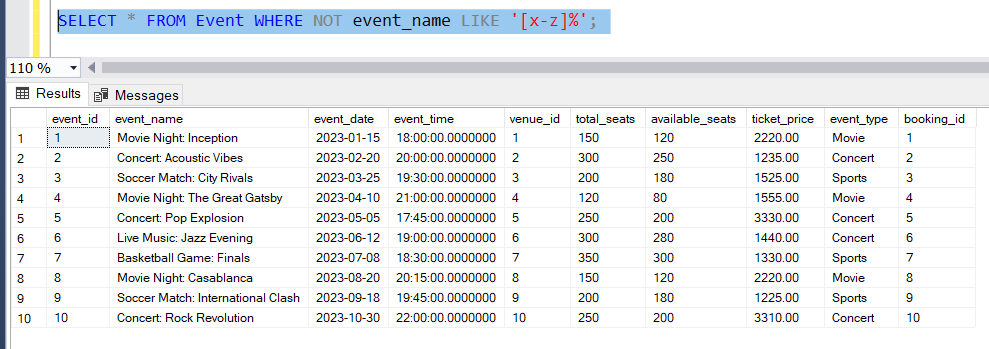 SELECT * FROM Event WHERE NOT event_name LIKE '[x-z]%';
110 %
Results Messages
event_id event_name event_date event_time venue_id total_seats available_seats ticket_price event_type booking_id
1 1 Movie Night: Inception 2023-01-15 18:00:00.0000000 1 150 120 2220.00 Movie 1
2 2 Concert: Acoustic Vibes 2023-02-20 20:00:00.0000000 2 300 250 1235.00 Concert 2
3 3 Soccer Match: City Rivals 2023-03-25 19:30:00.0000000 3 200 180 1525.00 Sports 3
4 4 Movie Night: The Great Gatsby 2023-04-10 21:00:00.0000000 4 120 80 1555.00 Movie 4
5 5 Concert: Pop Explosion 2023-05-05 17:45:00.0000000 5 250 200 3330.00 Concert 5
6 6 Live Music: Jazz Evening 2023-06-12 19:00:00.0000000 6 300 280 1440.00 Concert 6
7 7 Basketball Game: Finals 2023-07-08 18:30:00.0000000 7 350 300 1330.00 Sports 7
8 8 Movie Night: Casablanca 2023-08-20 20:15:00.0000000 8 150 120 2220.00 Movie 8
9 9 Soccer Match: International Clash 2023-09-18 19:45:00.0000000 9 200 180 1225.00 Sports 9
10 10 Concert: Rock Revolution 2023-10-30 22:00:00.0000000 10 250 200 3310.00 Concert 10